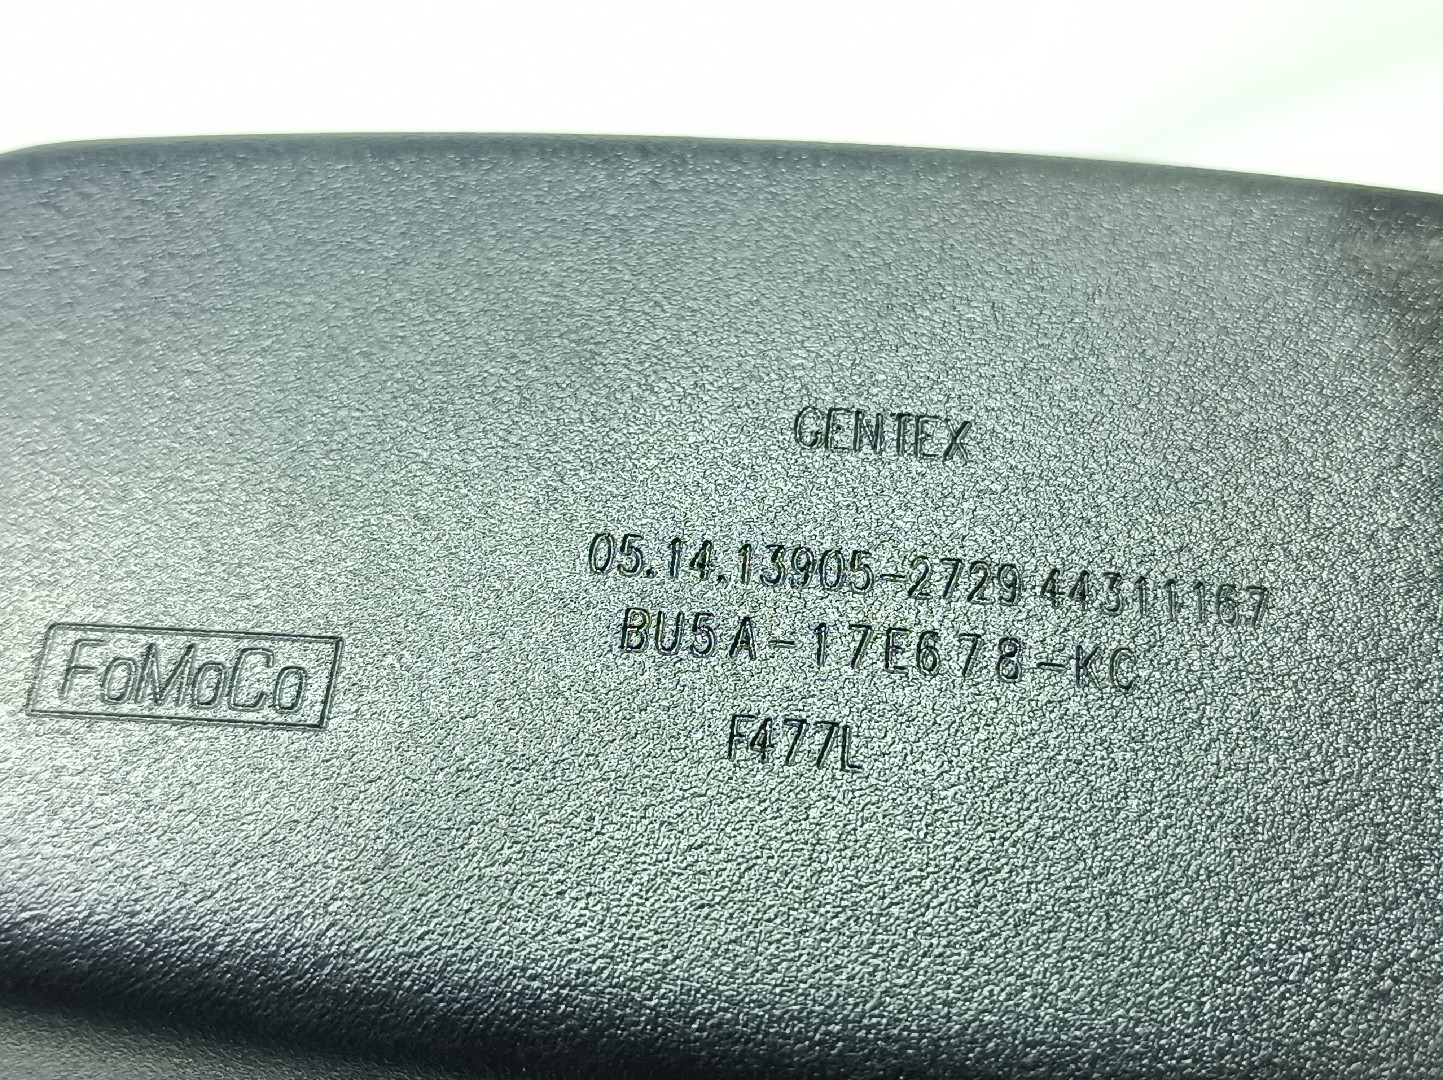 GENTEX
05.14.13905-2729 44311167
BU5A-17E678-KC
FoMoCo
F477L